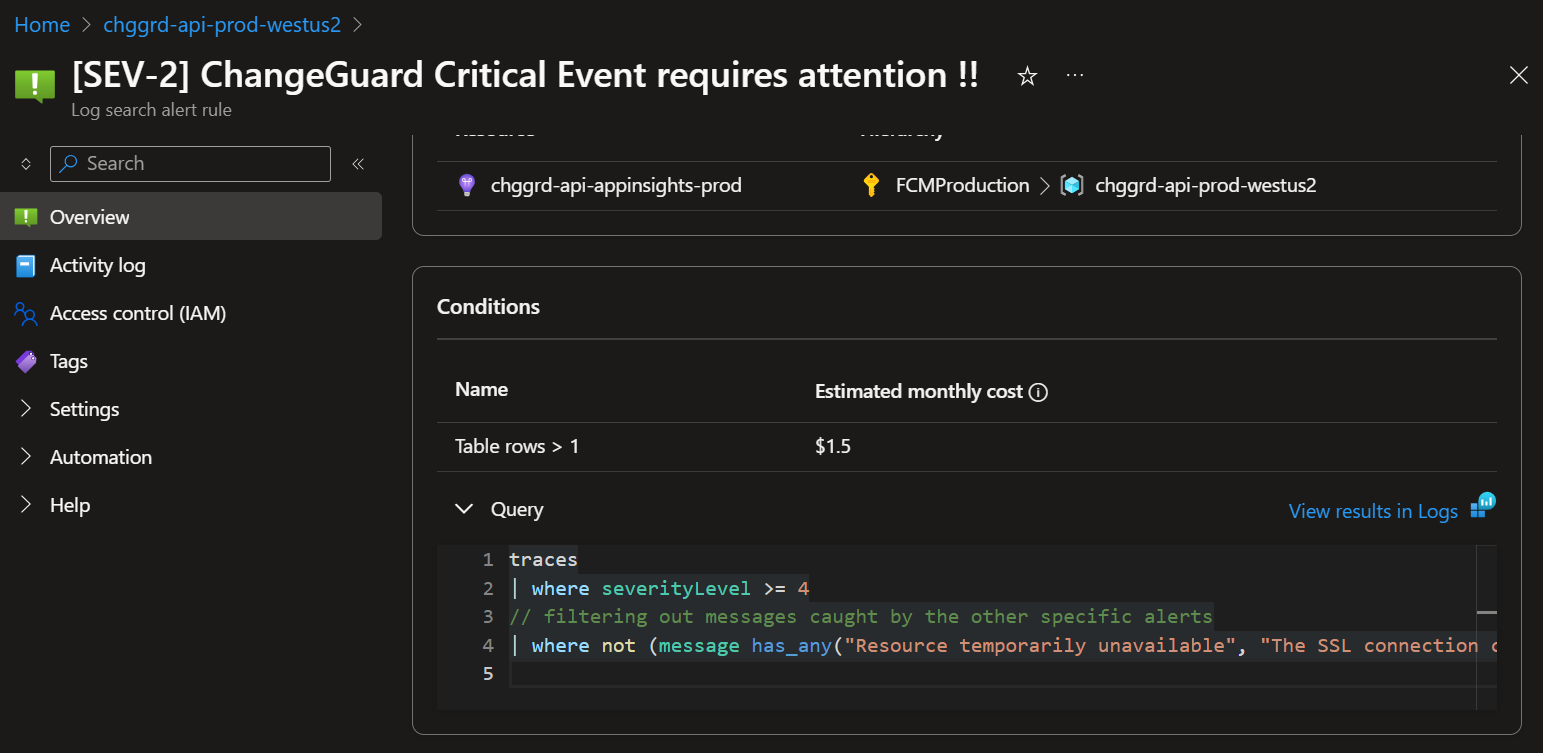 Home > chggrd-api-prod-westus2 >
[SEV-2] ChangeGuard Critical Event requires attention !!
Log search alert rule
Search
Overview
Activity log
Access control (IAM)
Tags
Settings
Automation
Help
Resource Hierarchy
chggrd-api-appinsights-prod FCMProduction > chggrd-api-prod-westus2
Conditions
Name Estimated monthly cost
Table rows > 1 $1.5
Query View results in Logs
1 traces
2 | where severityLevel >= 4
3 // filtering out messages caught by the other specific alerts
4 | where not (message has_any("Resource temporarily unavailable", "The SSL connection
5